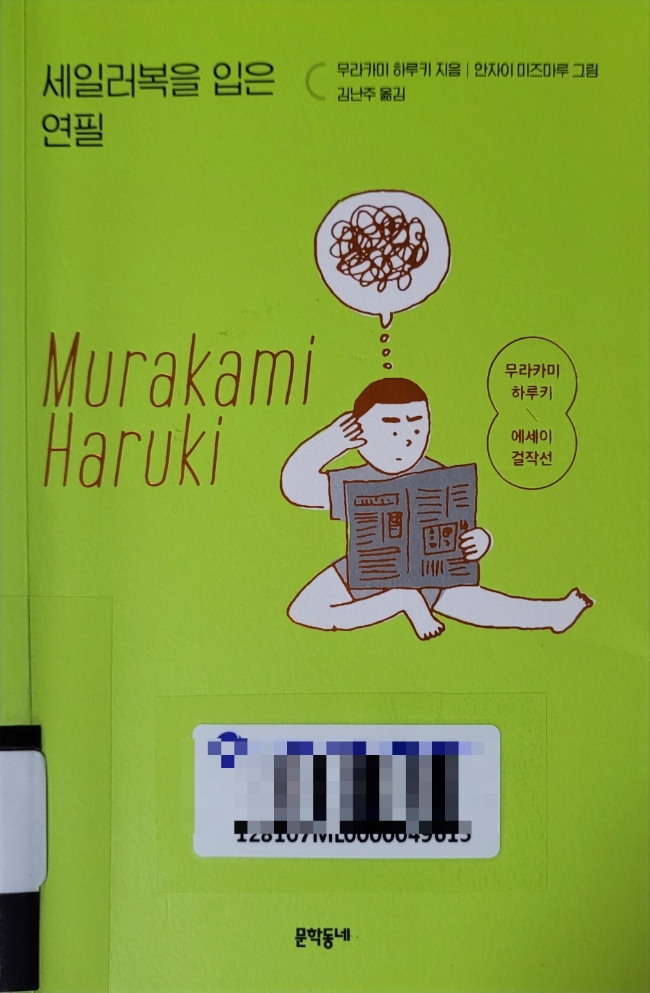 세일러복을 입은
연필
무라카미 하루키 지음 | 안자이 미즈마루 그림
김난주 옮김
Murakami
Haruki
무라카미
하루키
에세이
걸작선
문학동네